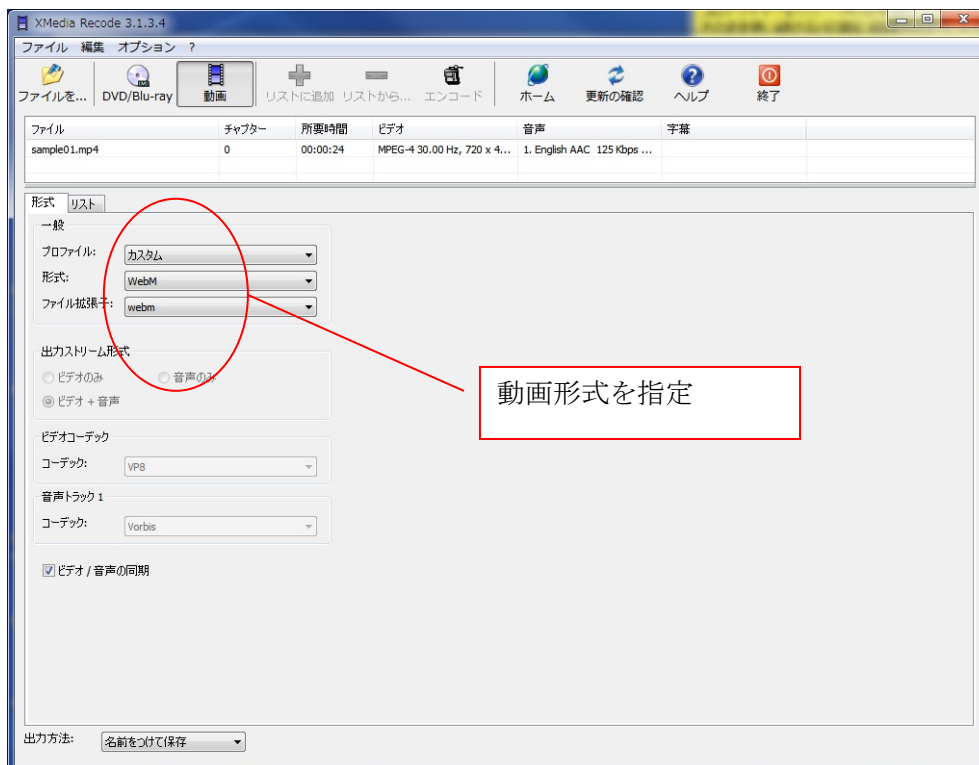 XMedia Recode 3.1.3.4
ファイル 編集 オプション ?
ファイルを... DVD/Blu-ray 動画 リストに追加 リストから... エンコード ホーム 更新の確認 ヘルプ 終了
ファイル チャプター 所要時間 ビデオ 音声 字幕
sample01.mp4 0 00:00:24 MPEG-4 30.00 Hz, 720 x 4... 1. English AAC 125 Kbps ...
形式 リスト
一般
プロファイル: カスタム
形式: WebM
ファイル拡張子: webm
出力ストリーム形式
ビデオのみ 音声のみ
ビデオ + 音声
動画形式を指定
ビデオコーデック
コーデック: VP8
音声トラック 1
コーデック: Vorbis
ビデオ / 音声の同期
出力方法: 名前をつけて保存